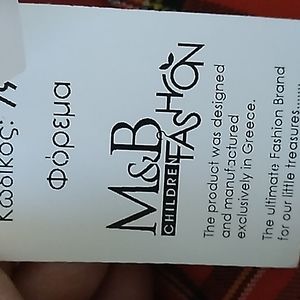 Κωδικος:
Φόρεμα
M&B
CHILDREN FASHION
The product was designed
and manufactured
exclusively in Greece.
The ultimate Fashion Brand
for our little treasures.